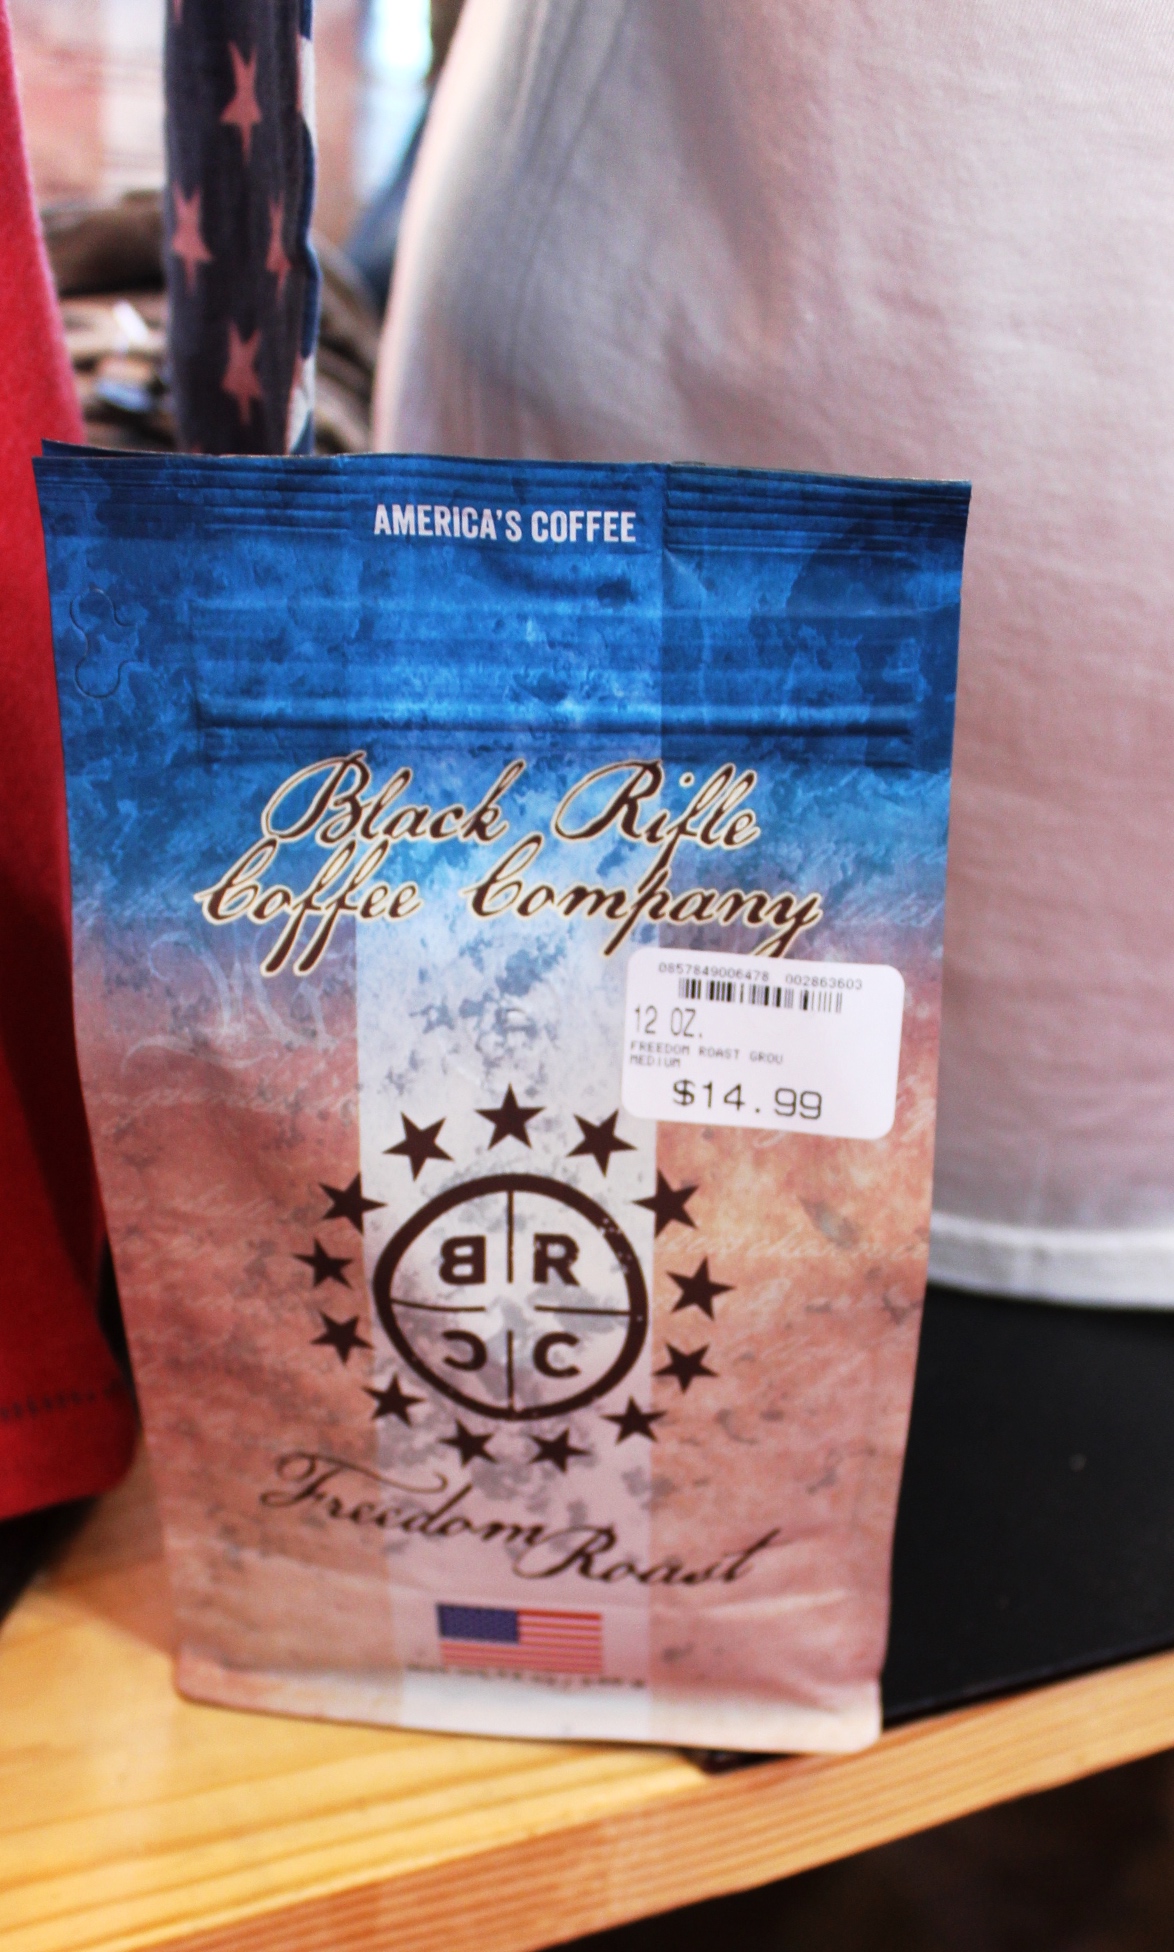 AMERICA'S COFFEE
Black Rifle
Coffee Company
0857849006478 002863603
12 OZ.
FREEDOM ROAST GROU
MEDIUM
$14.99
B R
C C
Freedom Roast